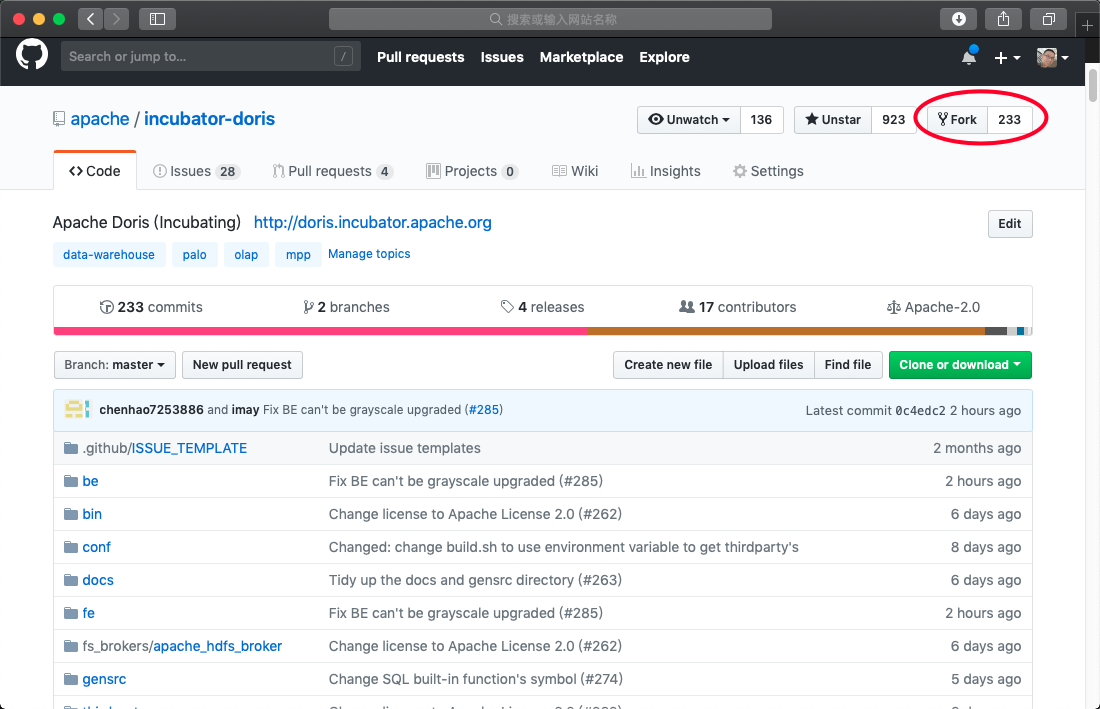 搜索或输入网站名称
Search or jump to… / Pull requests Issues Marketplace Explore
apache / incubator-doris Unwatch 136 Unstar 923 Fork 233
Code Issues 28 Pull requests 4 Projects 0 Wiki Insights Settings
Apache Doris (Incubating) http://doris.incubator.apache.org Edit
data-warehouse palo olap mpp Manage topics
233 commits 2 branches 4 releases 17 contributors Apache-2.0
Branch: master New pull request Create new file Upload files Find file Clone or download
chenhao7253886 and imay Fix BE can't be grayscale upgraded (#285) Latest commit 0c4edc2 2 hours ago
.github/ISSUE_TEMPLATE Update issue templates 2 months ago
be Fix BE can't be grayscale upgraded (#285) 2 hours ago
bin Change license to Apache License 2.0 (#262) 6 days ago
conf Changed: change build.sh to use environment variable to get thirdparty's 8 days ago
docs Tidy up the docs and gensrc directory (#263) 6 days ago
fe Fix BE can't be grayscale upgraded (#285) 2 hours ago
fs_brokers/apache_hdfs_broker Change license to Apache License 2.0 (#262) 6 days ago
gensrc Change SQL built-in function's symbol (#274) 5 days ago